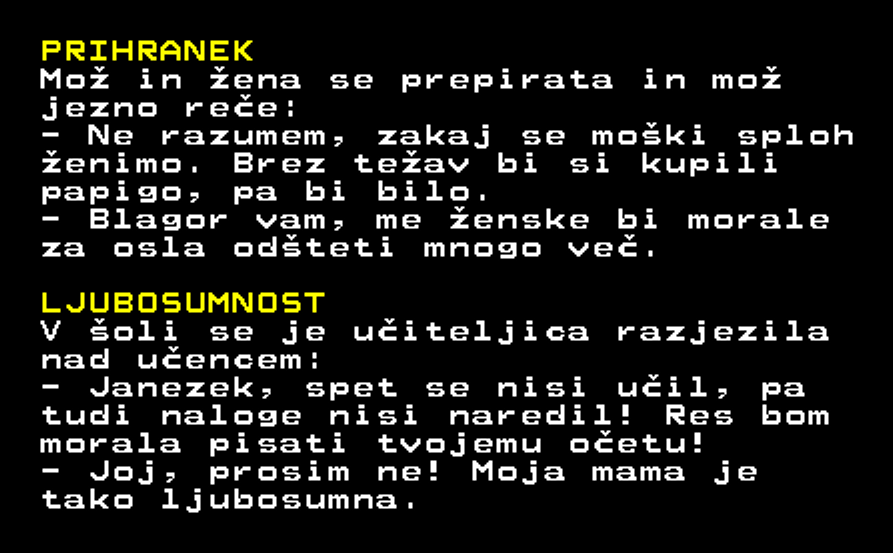 PRIHRANEK
Mož in žena se prepirata in mož
jezno reče:
- Ne razumem, zakaj se moški sploh
ženimo. Brez težav bi si kupili
papigo, pa bi bilo.
- Blagor vam, me ženske bi morale
za osla odšteti mnogo več.
LJUBOSUMNOST
V šoli se je učiteljica razjezila
nad učencem:
- Janezek, spet se nisi učil, pa
tudi naloge nisi naredil! Res bom
morala pisati tvojemu očetu!
- Joj, prosim ne! Moja mama je
tako ljubosumna.